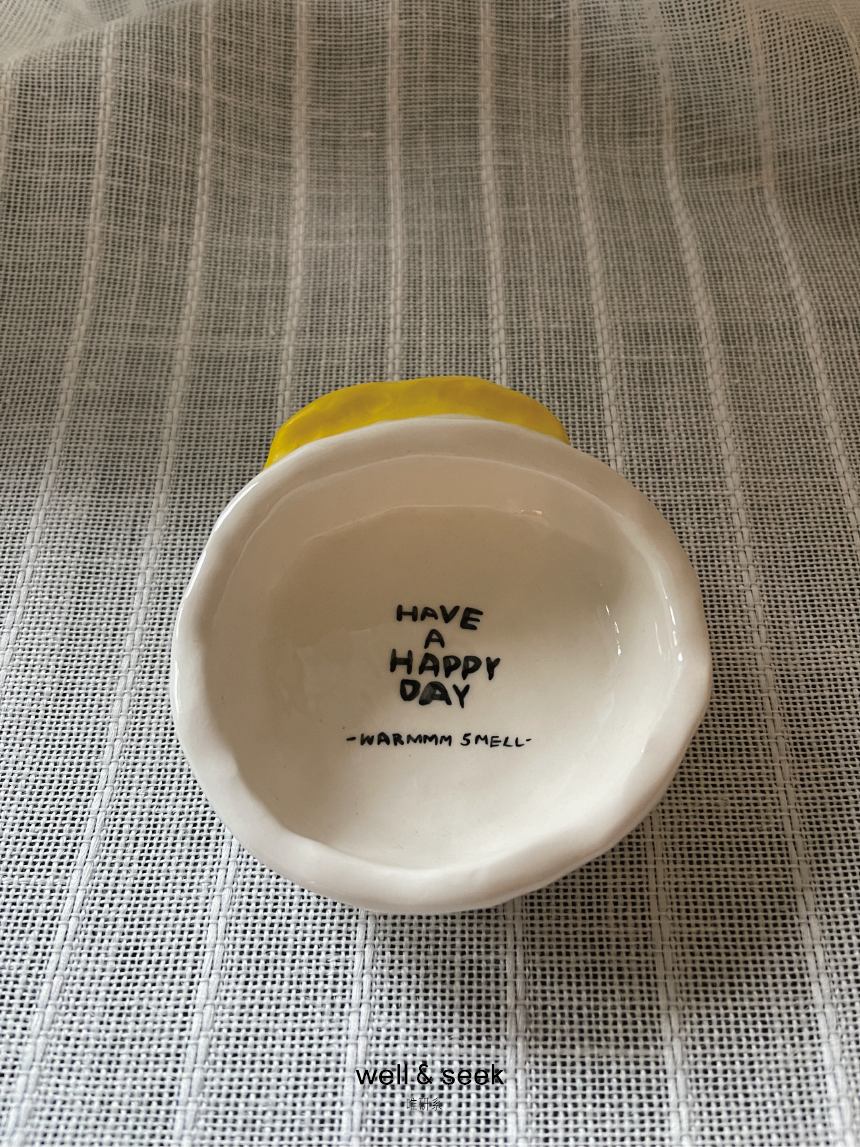 HAVE
A
HAPPY
DAY
-WARMMM SMELL-
well & seek